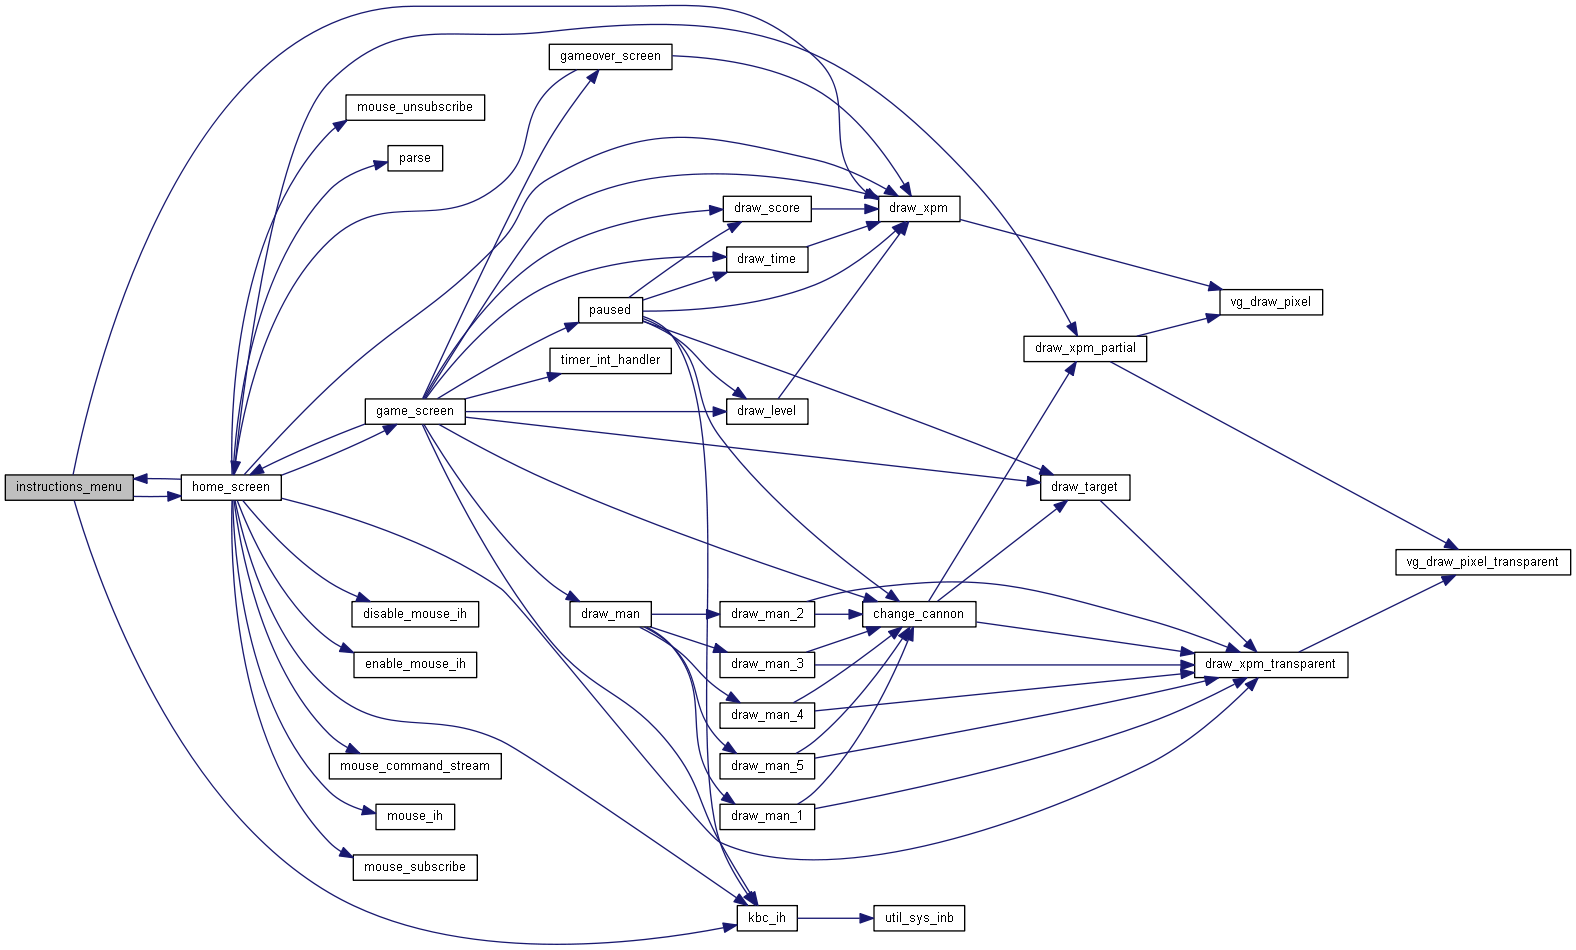 gameover_screen
mouse_unsubscribe
parse
draw_score
draw_xpm
draw_time
vg_draw_pixel
paused
draw_xpm_partial
timer_int_handler
game_screen
draw_level
instructions_menu
home_screen
draw_target
vg_draw_pixel_transparent
disable_mouse_ih
draw_man
draw_man_2
change_cannon
enable_mouse_ih
draw_man_3
draw_xpm_transparent
draw_man_4
mouse_command_stream
draw_man_5
mouse_ih
draw_man_1
mouse_subscribe
kbc_ih
util_sys_inb